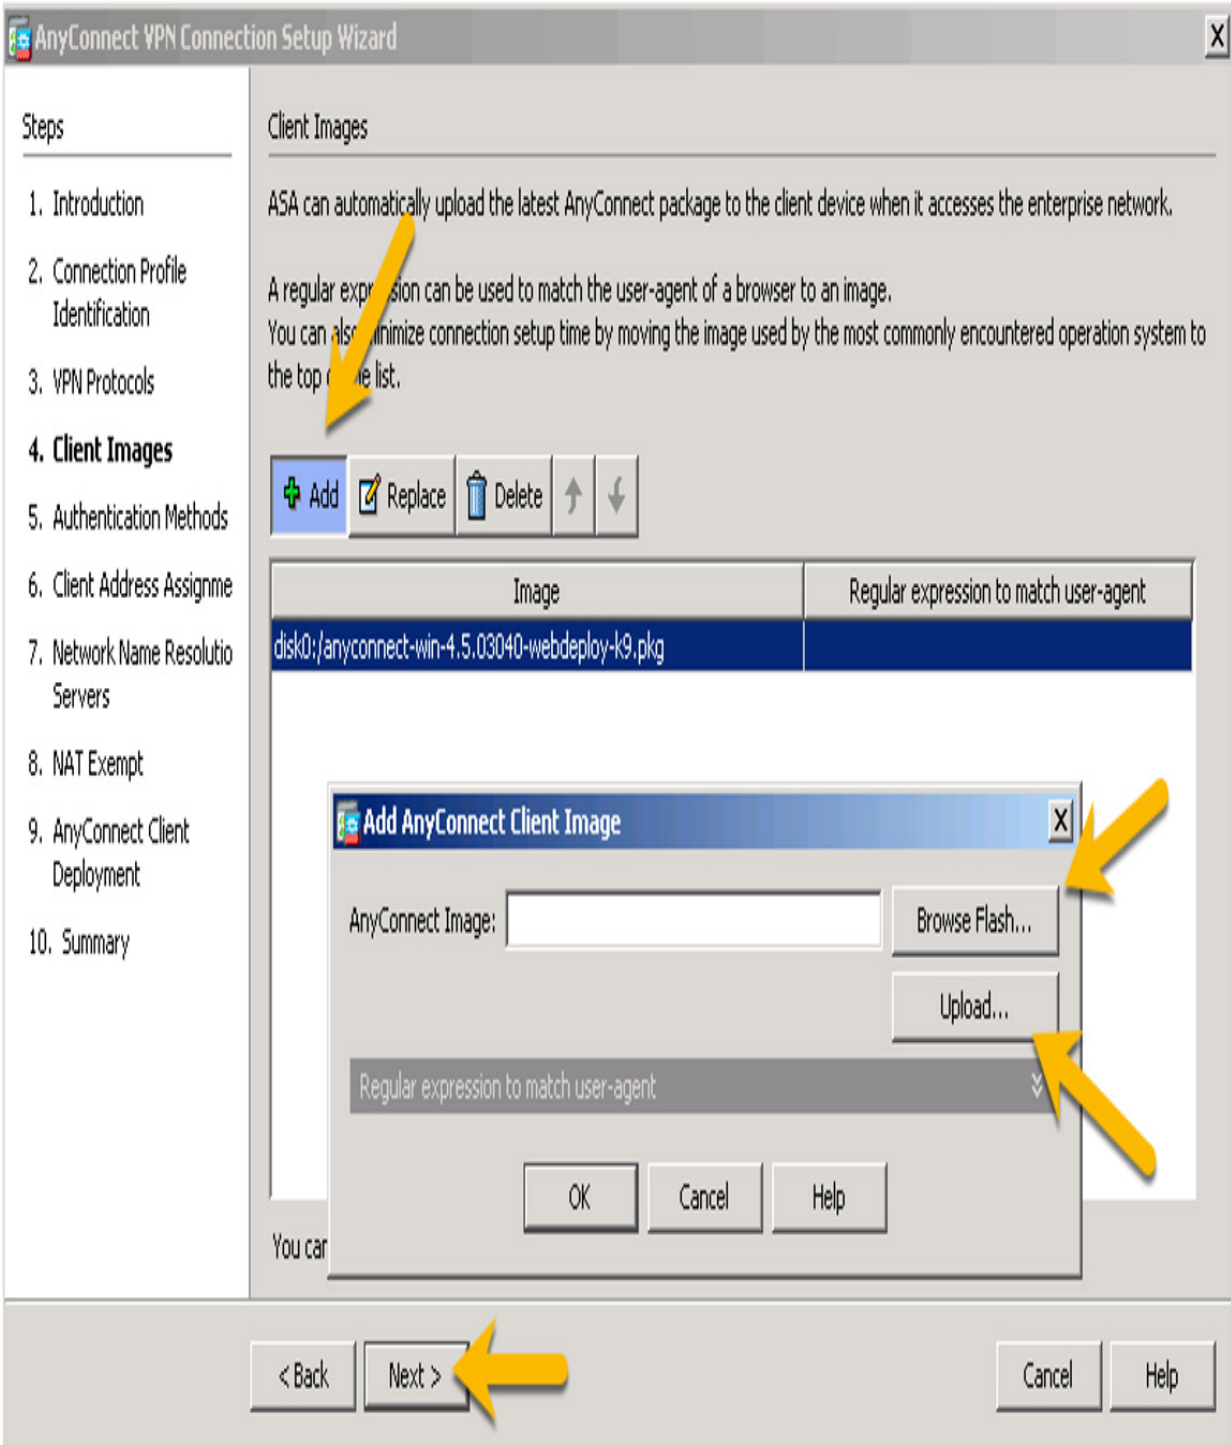 AnyConnect VPN Connection Setup Wizard
Steps
1. Introduction
2. Connection Profile
Identification
3. VPN Protocols
4. Client Images
5. Authentication Methods
6. Client Address Assignme
7. Network Name Resolutio
Servers
8. NAT Exempt
9. AnyConnect Client
Deployment
10. Summary
Client Images
ASA can automatically upload the latest AnyConnect package to the client device when it accesses the enterprise network.
A regular expression can be used to match the user-agent of a browser to an image.
You can also minimize connection setup time by moving the image used by the most commonly encountered operation system to
the top of the list.
Add Replace Delete
Image Regular expression to match user-agent
disk0:/anyconnect-win-4.5.03040-webdeploy-k9.pkg
Add AnyConnect Client Image
AnyConnect Image: Browse Flash...
Upload...
Regular expression to match user-agent
OK Cancel Help
You can
< Back Next > Cancel Help